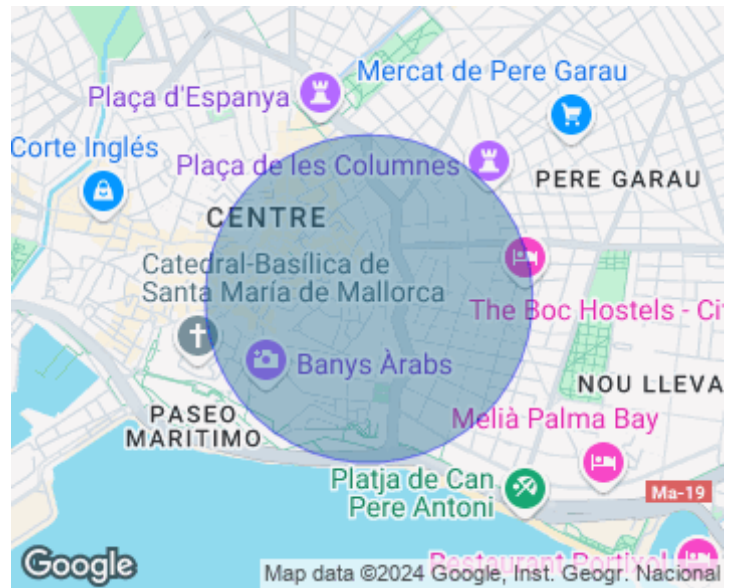 Plaça d'Espanya
Mercat de Pere Garau
Corte Inglés
Plaça de les Columnes
PERE GARAU
CENTRE
Catedral-Basílica de
Santa María de Mallorca
The Boc Hostels - Ci
Banys Àrabs
NOU LLEVA
PASEO
MARITIMO
Melià Palma Bay
Platja de Can
Pere Antoni
Ma-19
Restaurant Portixol
Google
Map data ©2024 Google, Inst. Geogr. Nacional